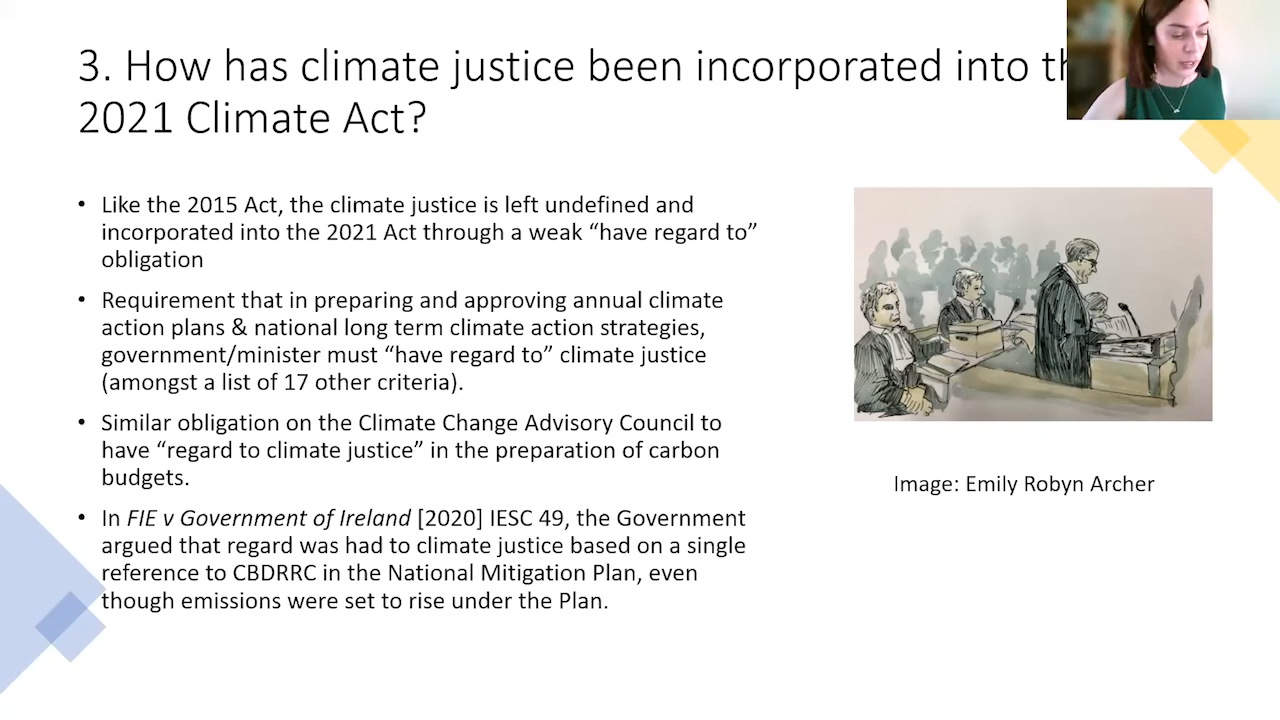 3. How has climate justice been incorporated into th
2021 Climate Act?
• Like the 2015 Act, the climate justice is left undefined and
incorporated into the 2021 Act through a weak “have regard to”
obligation
• Requirement that in preparing and approving annual climate
action plans & national long term climate action strategies,
government/minister must “have regard to” climate justice
(amongst a list of 17 other criteria).
• Similar obligation on the Climate Change Advisory Council to
have “regard to climate justice” in the preparation of carbon
budgets.
• In FIE v Government of Ireland [2020] IESC 49, the Government
argued that regard was had to climate justice based on a single
reference to CBDRRC in the National Mitigation Plan, even
though emissions were set to rise under the Plan.
Image: Emily Robyn Archer